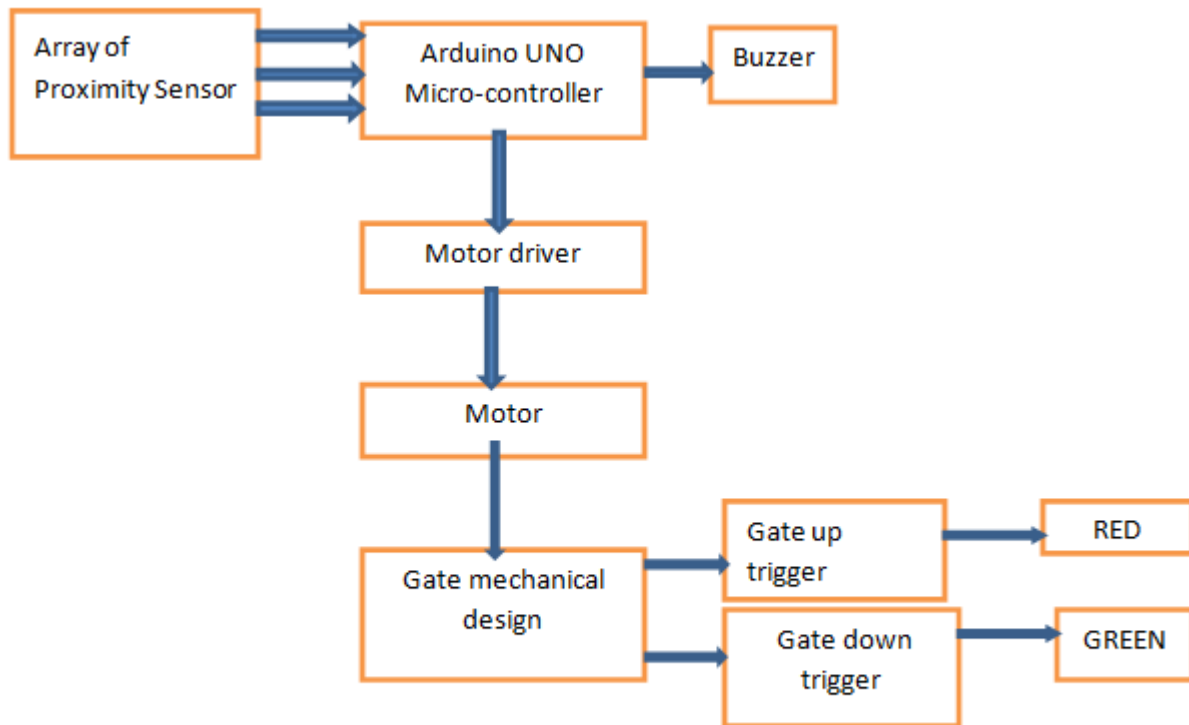 Array of
Proximity Sensor
Arduino UNO
Micro-controller
Buzzer
Motor driver
Motor
Gate mechanical
design
Gate up
trigger
RED
Gate down
trigger
GREEN